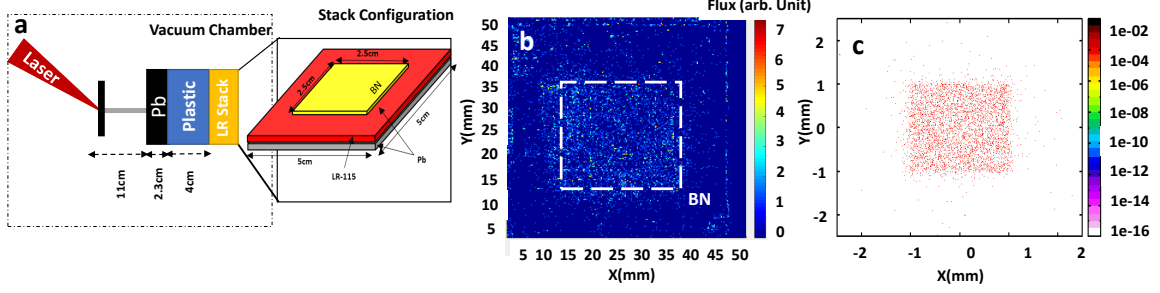 a
Vacuum Chamber
Laser
Pb
Plastic
LR Stack
11cm
2.3cm
4cm
Stack Configuration
2.5cm
2.5cm
BN
5cm
Pb
LR-115
5cm
Flux (arb. Unit)
b
50
45
40
35
30
25
20
15
10
5
Y(mm)
BN
5 10 15 20 25 30 35 40 45 50
X(mm)
7
6
5
4
3
2
1
0
c
2
1
0
-1
-2
Y(mm)
-2 -1 0 1 2
X(mm)
1e-02
1e-04
1e-06
1e-08
1e-10
1e-12
1e-14
1e-16